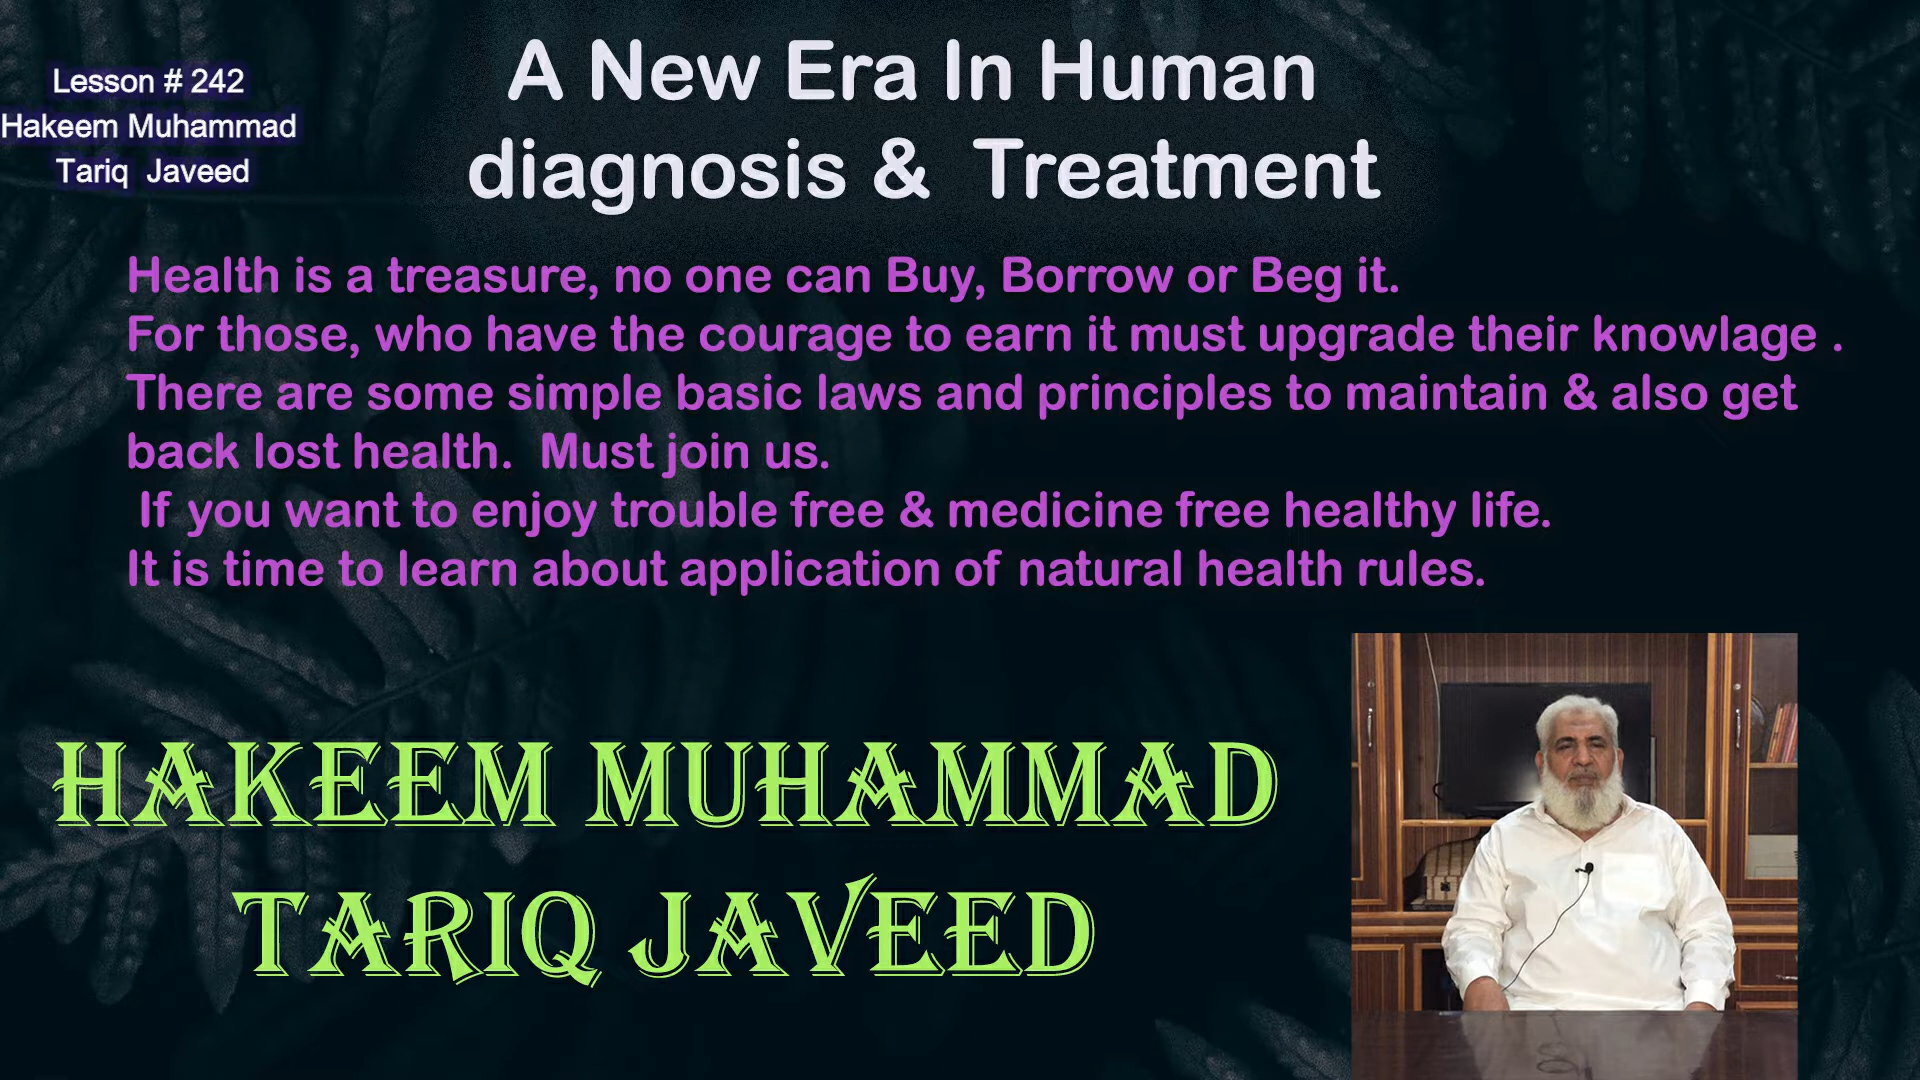 Lesson # 242
Hakeem Muhammad
Tariq Javeed
A New Era In Human
diagnosis & Treatment
Health is a treasure, no one can Buy, Borrow or Beg it.
For those, who have the courage to earn it must upgrade their knowlage .
There are some simple basic laws and principles to maintain & also get
back lost health. Must join us.
If you want to enjoy trouble free & medicine free healthy life.
It is time to learn about application of natural health rules.
HAKEEM MUHAMMAD
TARIQ JAVEED